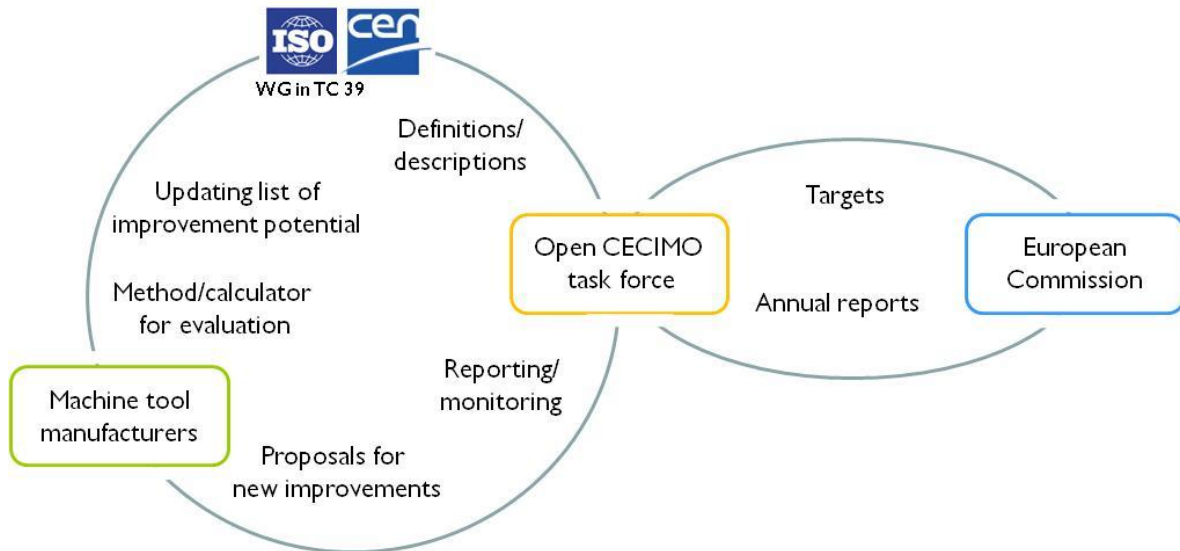 ISO
cen
WG in TC 39
Definitions/
descriptions
Updating list of
improvement potential
Targets
Open CECIMO
task force
European
Commission
Method/calculator
for evaluation
Annual reports
Reporting/
monitoring
Machine tool
manufacturers
Proposals for
new improvements